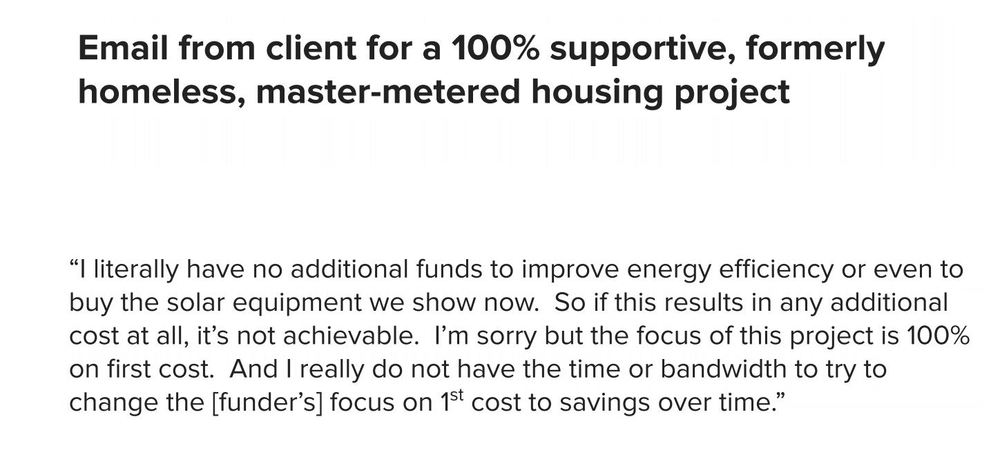 Email from client for a 100% supportive, formerly
homeless, master-metered housing project
“I literally have no additional funds to improve energy efficiency or even to
buy the solar equipment we show now.  So if this results in any additional
cost at all, it’s not achievable.  I’m sorry but the focus of this project is 100%
on first cost.  And I really do not have the time or bandwidth to try to
change the [funder’s] focus on 1st cost to savings over time.”